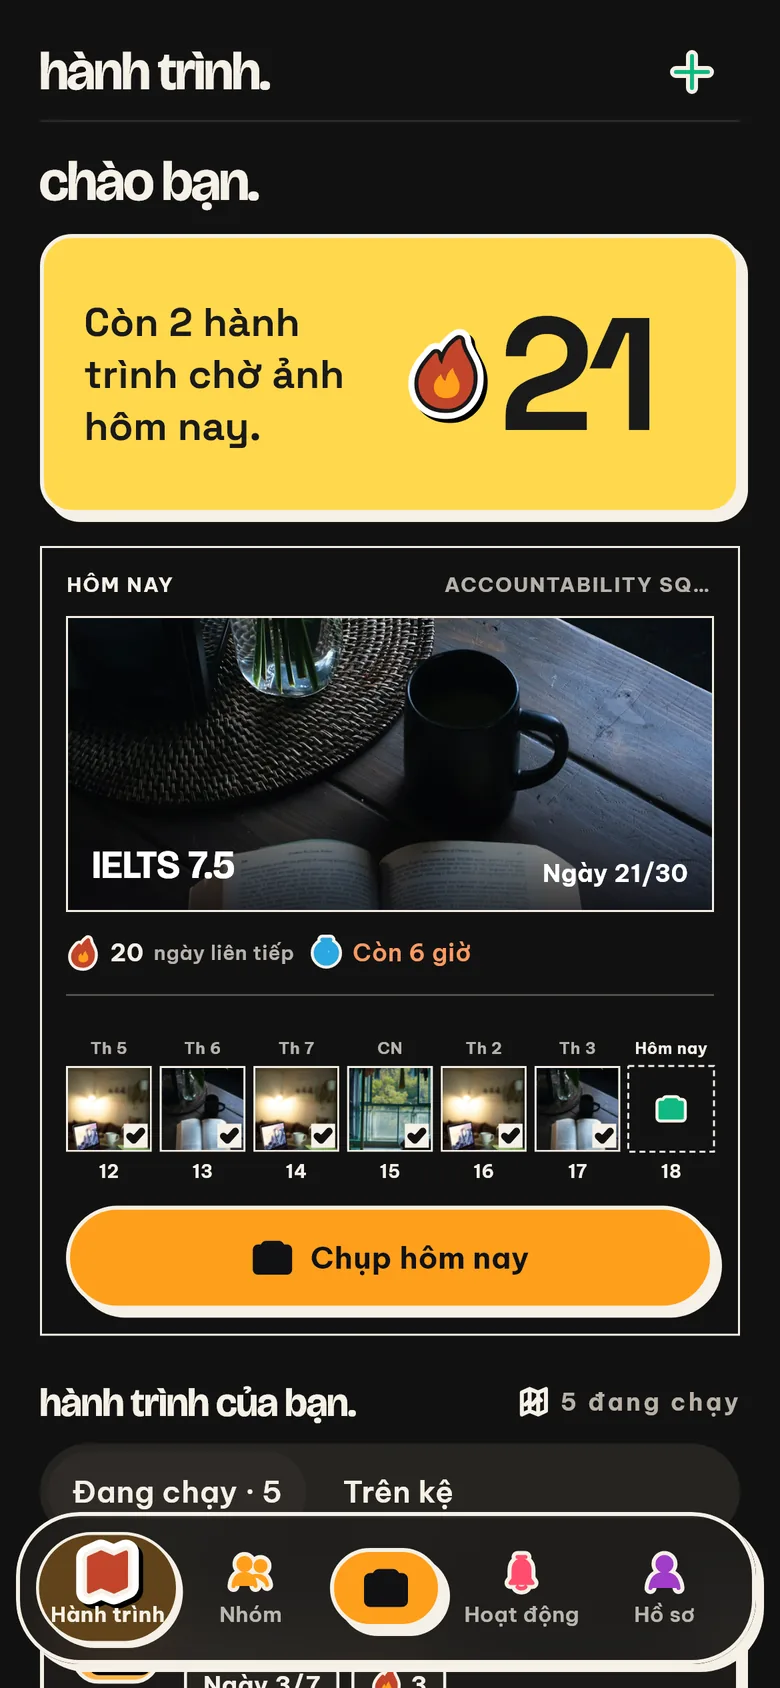 hành trình.
chào bạn.
Còn 2 hành
trình chờ ảnh
hôm nay.
21
HÔM NAY
ACCOUNTABILITY SQ...
IELTS 7.5
Ngày 21/30
20 ngày liên tiếp
Còn 6 giờ
Th 5 Th 6 Th 7 CN Th 2 Th 3 Hôm nay
12 13 14 15 16 17 18
Chụp hôm nay
hành trình của bạn.
5 đang chạy
Đang chạy · 5
Trên kệ
Hành trình
Nhóm
Hoạt động
Hồ sơ
Ngày 3/7
3